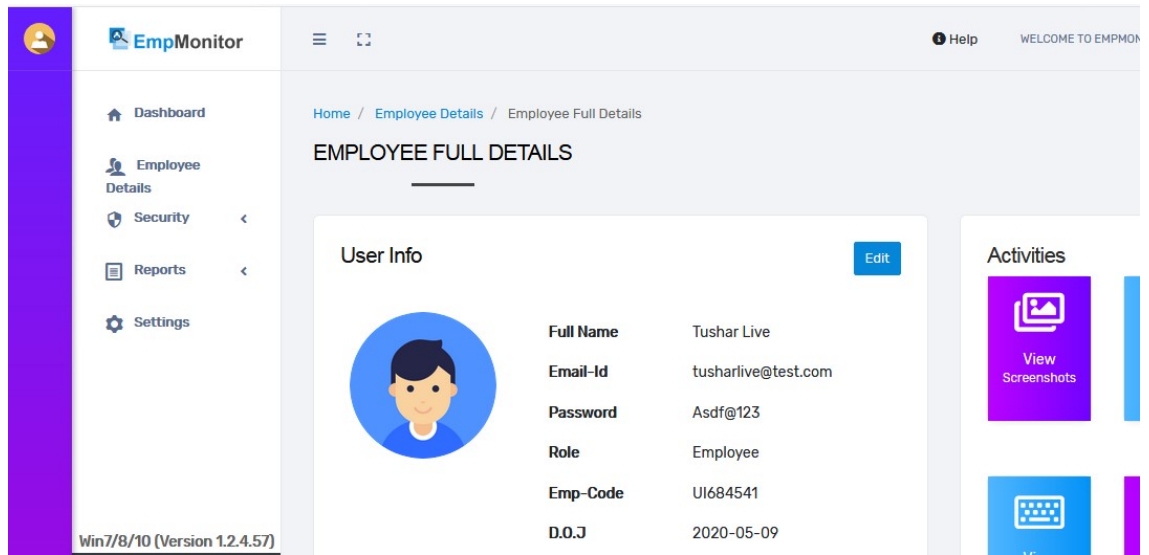 EmpMonitor
Help
WELCOME TO EMPMON
Dashboard
Employee
Details
Security
Reports
Settings
Win7/8/10 (Version 1.2.4.57)
Home / Employee Details / Employee Full Details
EMPLOYEE FULL DETAILS
User Info
Edit
Full Name Tushar Live
Email-Id tusharlive@test.com
Password Asdf@123
Role Employee
Emp-Code UI684541
D.O.J 2020-05-09
Activities
View
Screenshots